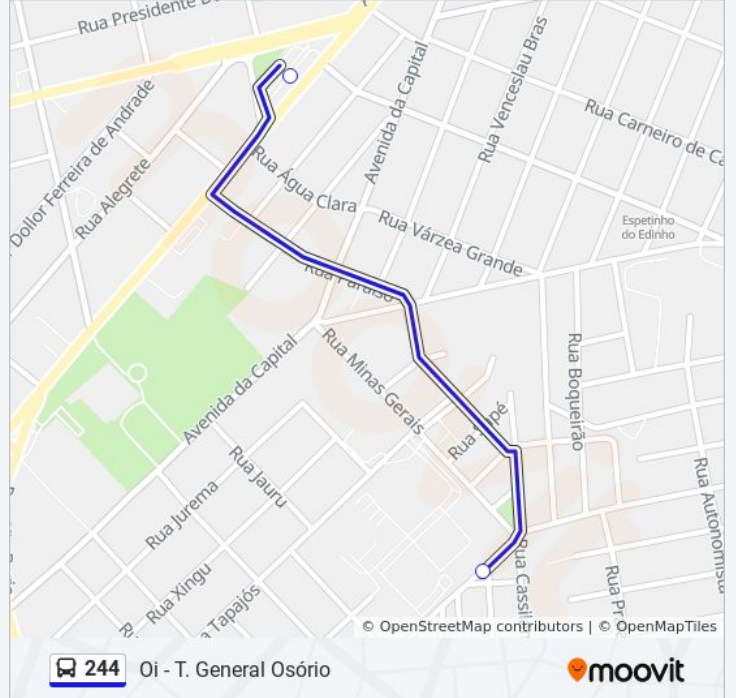 Rua Presidente
Dollor Ferreira de Andrade
Rua Alegrete
Avenida da Capital
Rua Venceslau Bras
Rua Carneiro de
Rua Água Clara
Rua Várzea Grande
Espetinho
do Edinho
Rua Paraíso
Rua Minas Gerais
Rua Boqueirão
Avenida da Capital
Rua
Rua Jauru
Rua Jurema
Rua Autonomista
Rua Xingu
Rua Cassil
Rua
Tapajós
© OpenStreetMap contributors | © OpenMapTiles
244 Oi - T. General Osório
moovit